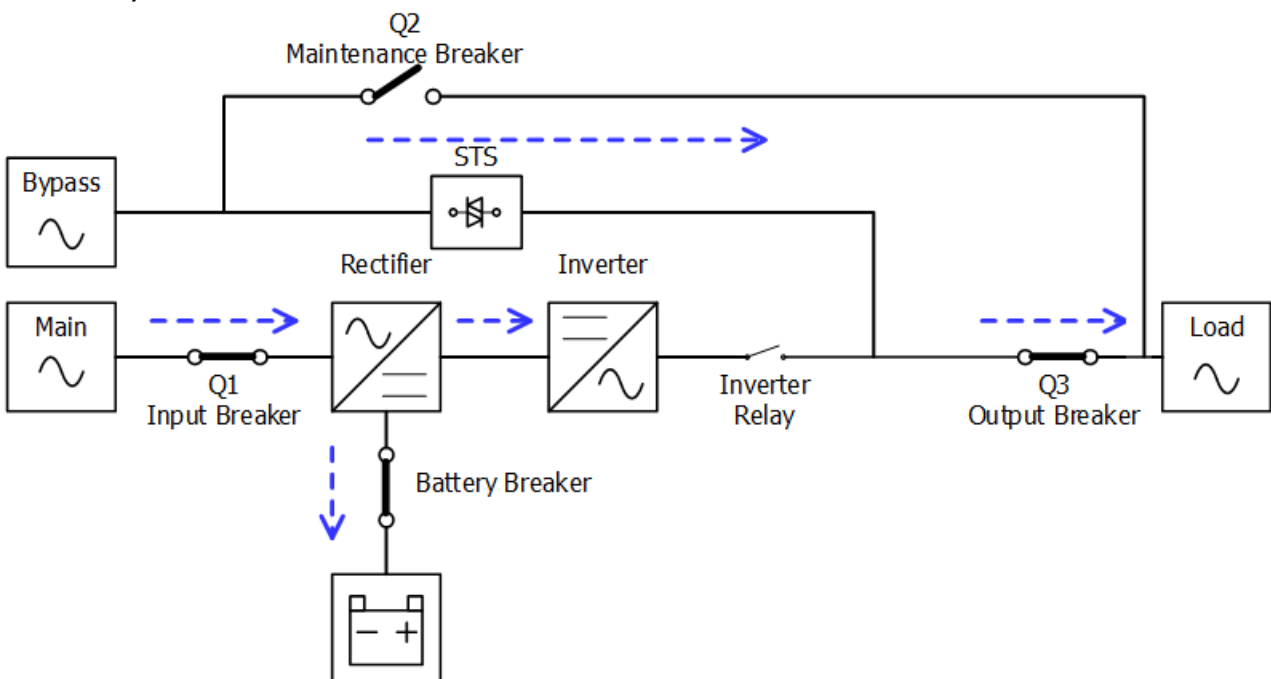 Q2
Maintenance Breaker
STS
Bypass
Rectifier
Inverter
Main
Load
Q1
Input Breaker
Inverter
Relay
Q3
Output Breaker
Battery Breaker
- +